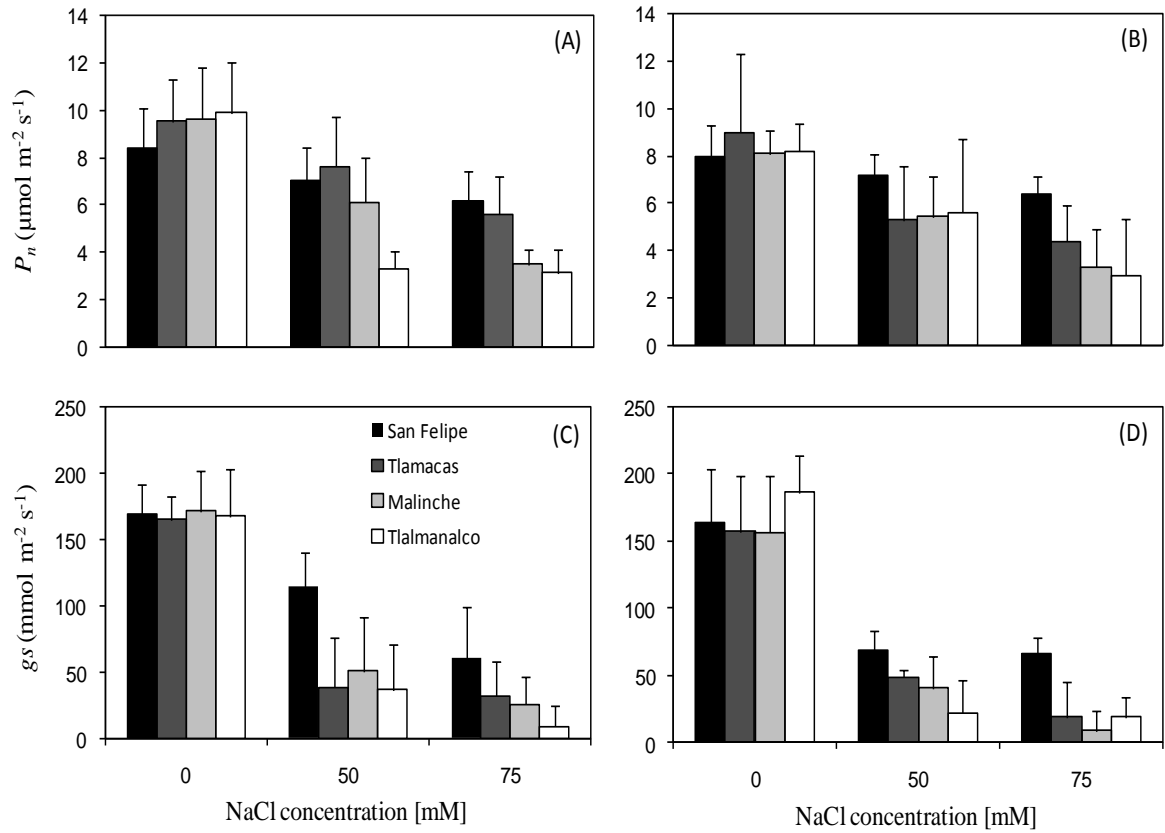 14
12
10
8
6
4
2
0
Pn (µmol m-2 s-1)
(A)
14
12
10
8
6
4
2
0
(B)
250
200
150
100
50
0
gs (mmol m-2 s-1)
San Felipe
Tlamacas
Malinche
Tlalmanalco
(C)
0 50 75
NaCl concentration [mM]
250
200
150
100
50
0
(D)
0 50 75
NaCl concentration [mM]